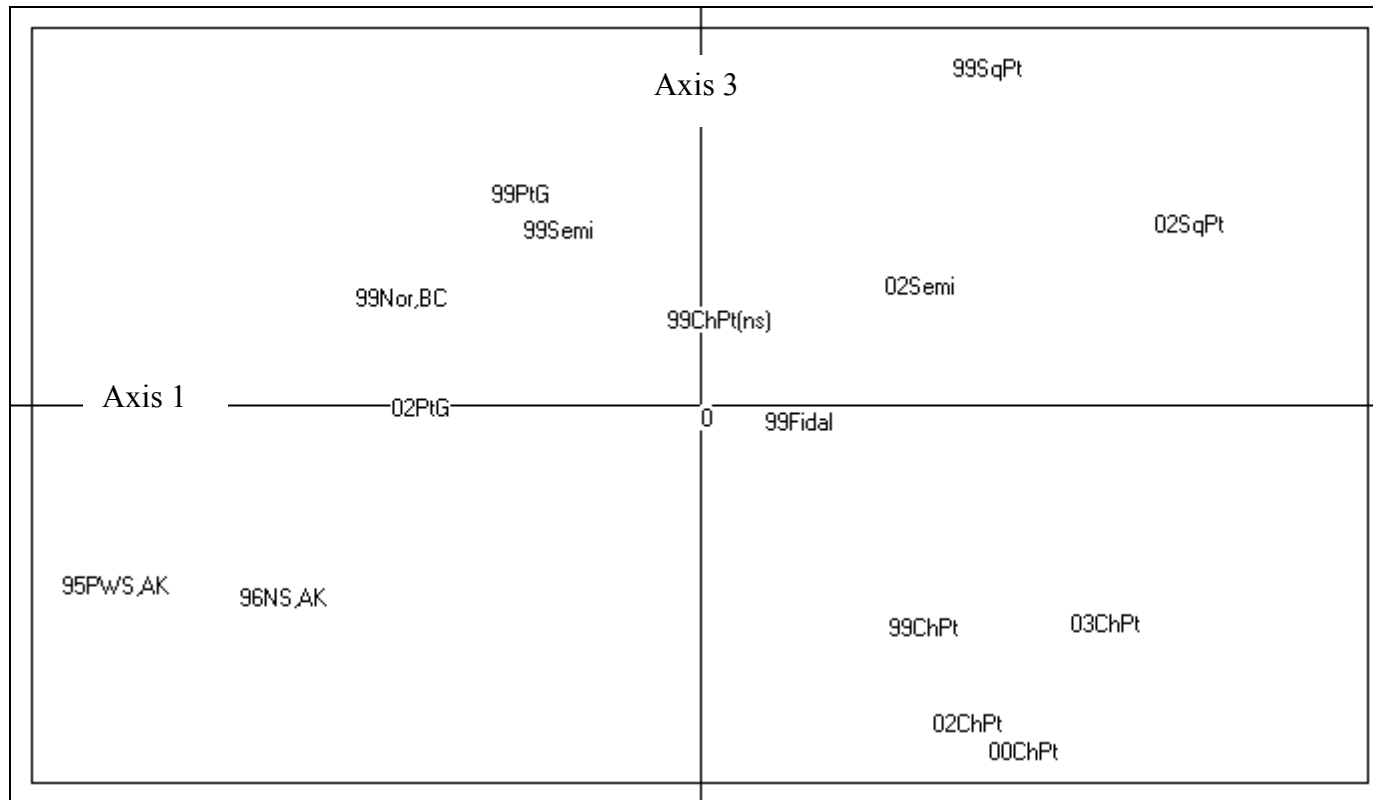 99SqPt
Axis 3
99PtG
99Semi
02SqPt
02Semi
99Nor,BC
99ChPt(ns)
Axis 1
02PtG
0
99Fidal
95PWS,AK
96NS,AK
99ChPt
03ChPt
02ChPt
00ChPt